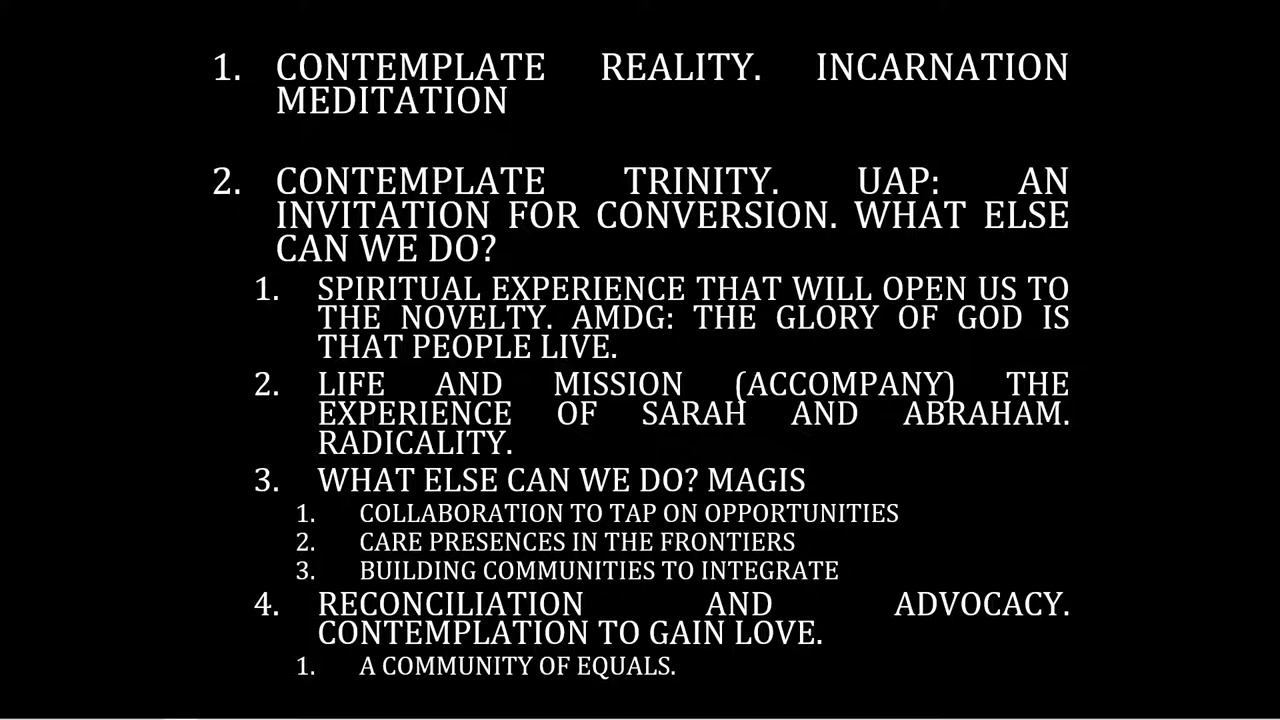 1. CONTEMPLATE REALITY. INCARNATION
MEDITATION
2. CONTEMPLATE TRINITY. UAP: AN
INVITATION FOR CONVERSION. WHAT ELSE
CAN WE DO?
1. SPIRITUAL EXPERIENCE THAT WILL OPEN US TO
THE NOVELTY. AMDG: THE GLORY OF GOD IS
THAT PEOPLE LIVE.
2. LIFE AND MISSION (ACCOMPANY) THE
EXPERIENCE OF SARAH AND ABRAHAM.
RADICALITY.
3. WHAT ELSE CAN WE DO? MAGIS
1. COLLABORATION TO TAP ON OPPORTUNITIES
2. CARE PRESENCES IN THE FRONTIERS
3. BUILDING COMMUNITIES TO INTEGRATE
4. RECONCILIATION AND ADVOCACY.
CONTEMPLATION TO GAIN LOVE.
1. A COMMUNITY OF EQUALS.